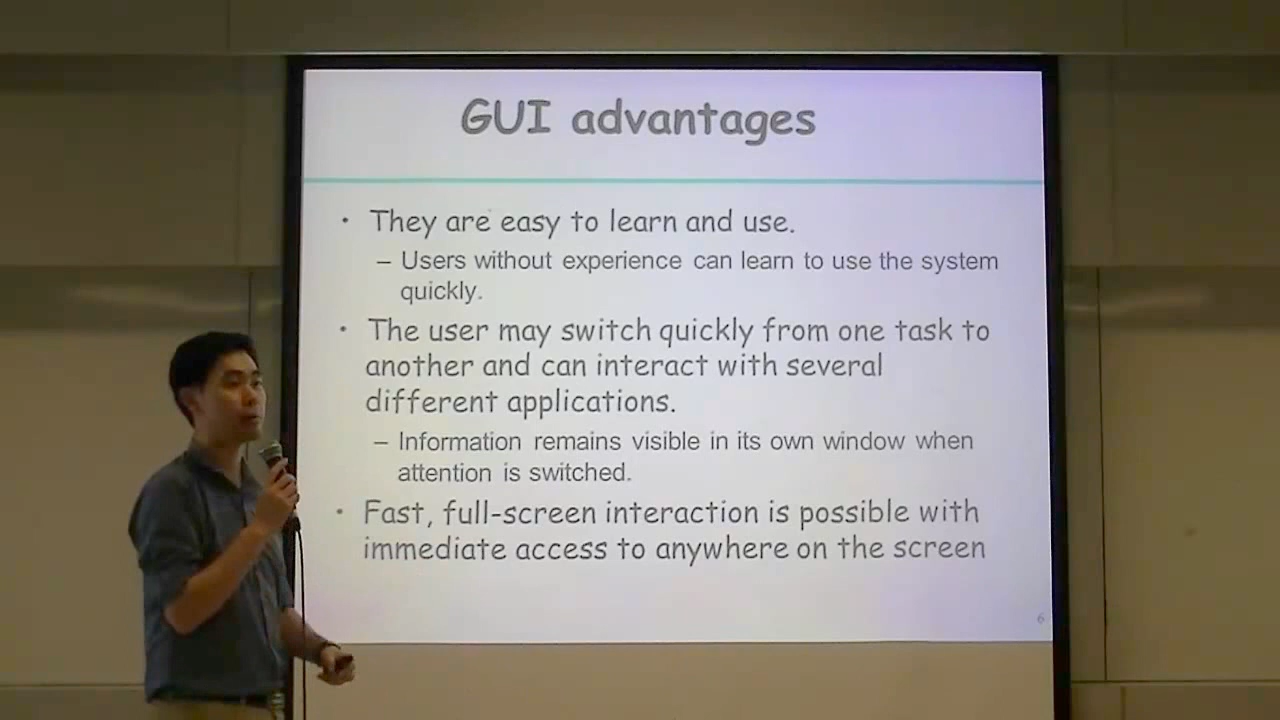 GUI advantages
• They are easy to learn and use.
– Users without experience can learn to use the system
quickly.
• The user may switch quickly from one task to
another and can interact with several
different applications.
– Information remains visible in its own window when
attention is switched.
• Fast, full-screen interaction is possible with
immediate access to anywhere on the screen
6